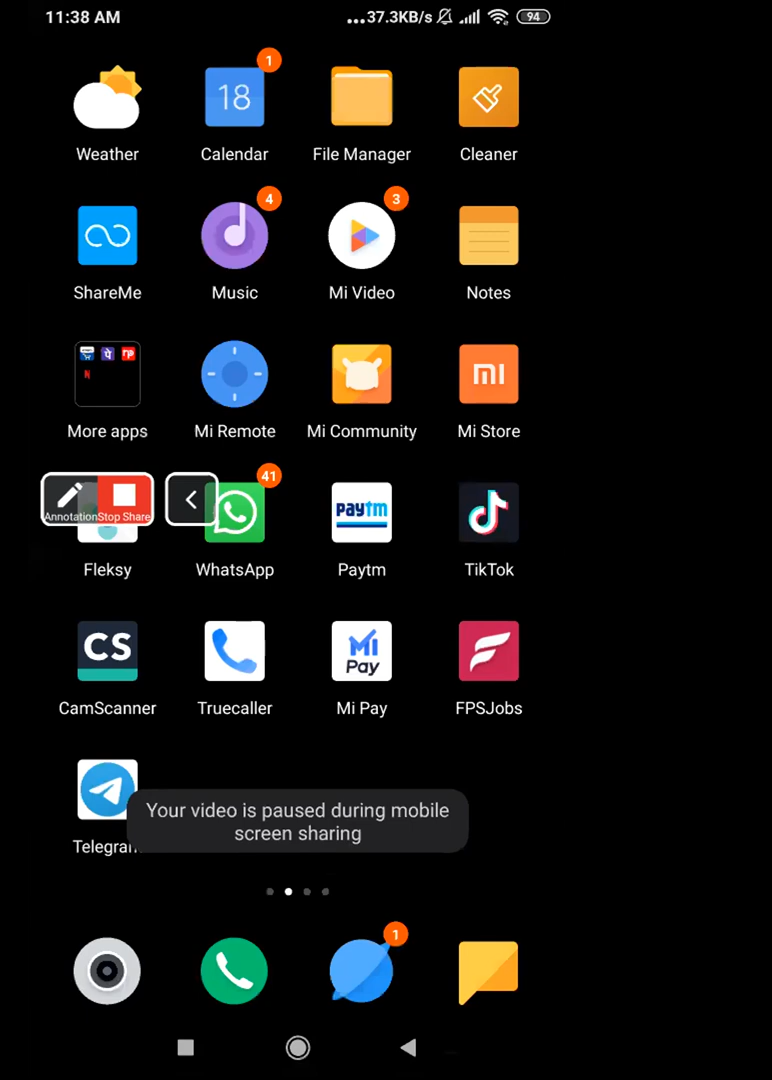 11:38 AM
...37.3KB/s
94
1
18
Weather
Calendar
File Manager
Cleaner
4
3
ShareMe
Music
Mi Video
Notes
More apps
Mi Remote
Mi Community
Mi Store
41
Annotation
Stop Share
paytm
Fleksy
WhatsApp
Paytm
TikTok
CS
Mi Pay
CamScanner
Truecaller
Mi Pay
FPSJobs
Your video is paused during mobile
screen sharing
Telegram
1